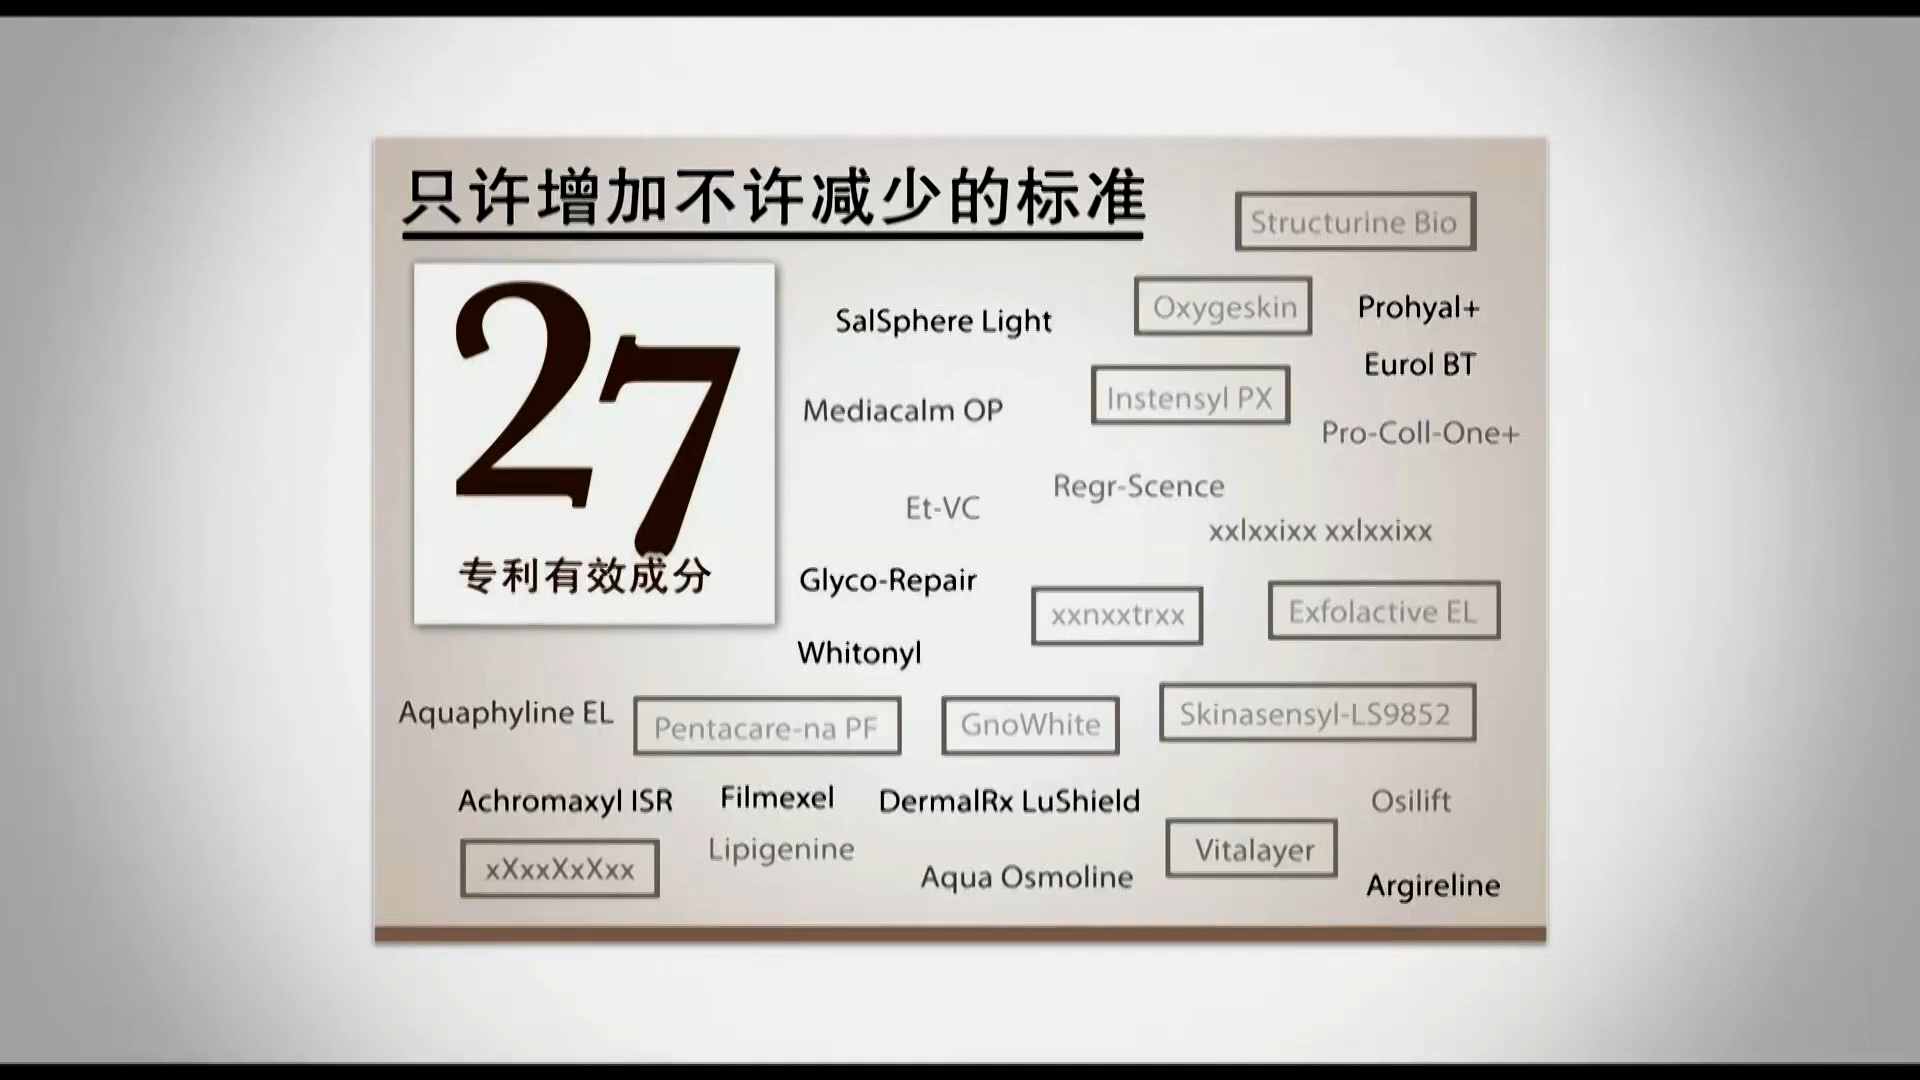 只许增加不许减少的标准
Structurine Bio
27
专利有效成分
SalSphere Light
Oxygeskin
Prohyal+
Eurol BT
Mediacalm OP
Instensyl PX
Pro-Coll-One+
Regr-Scence
Et-VC
xxlxxixx xxlxxixx
Glyco-Repair
xxnxxtrxx
Exfolactive EL
Whitonyl
Aquaphyline EL
Pentacare-na PF
GnoWhite
Skinasensyl-LS9852
Achromaxyl ISR
Filmexel
DermalRx LuShield
Osilift
xXxxXxXxx
Lipigenine
Aqua Osmoline
Vitalayer
Argireline